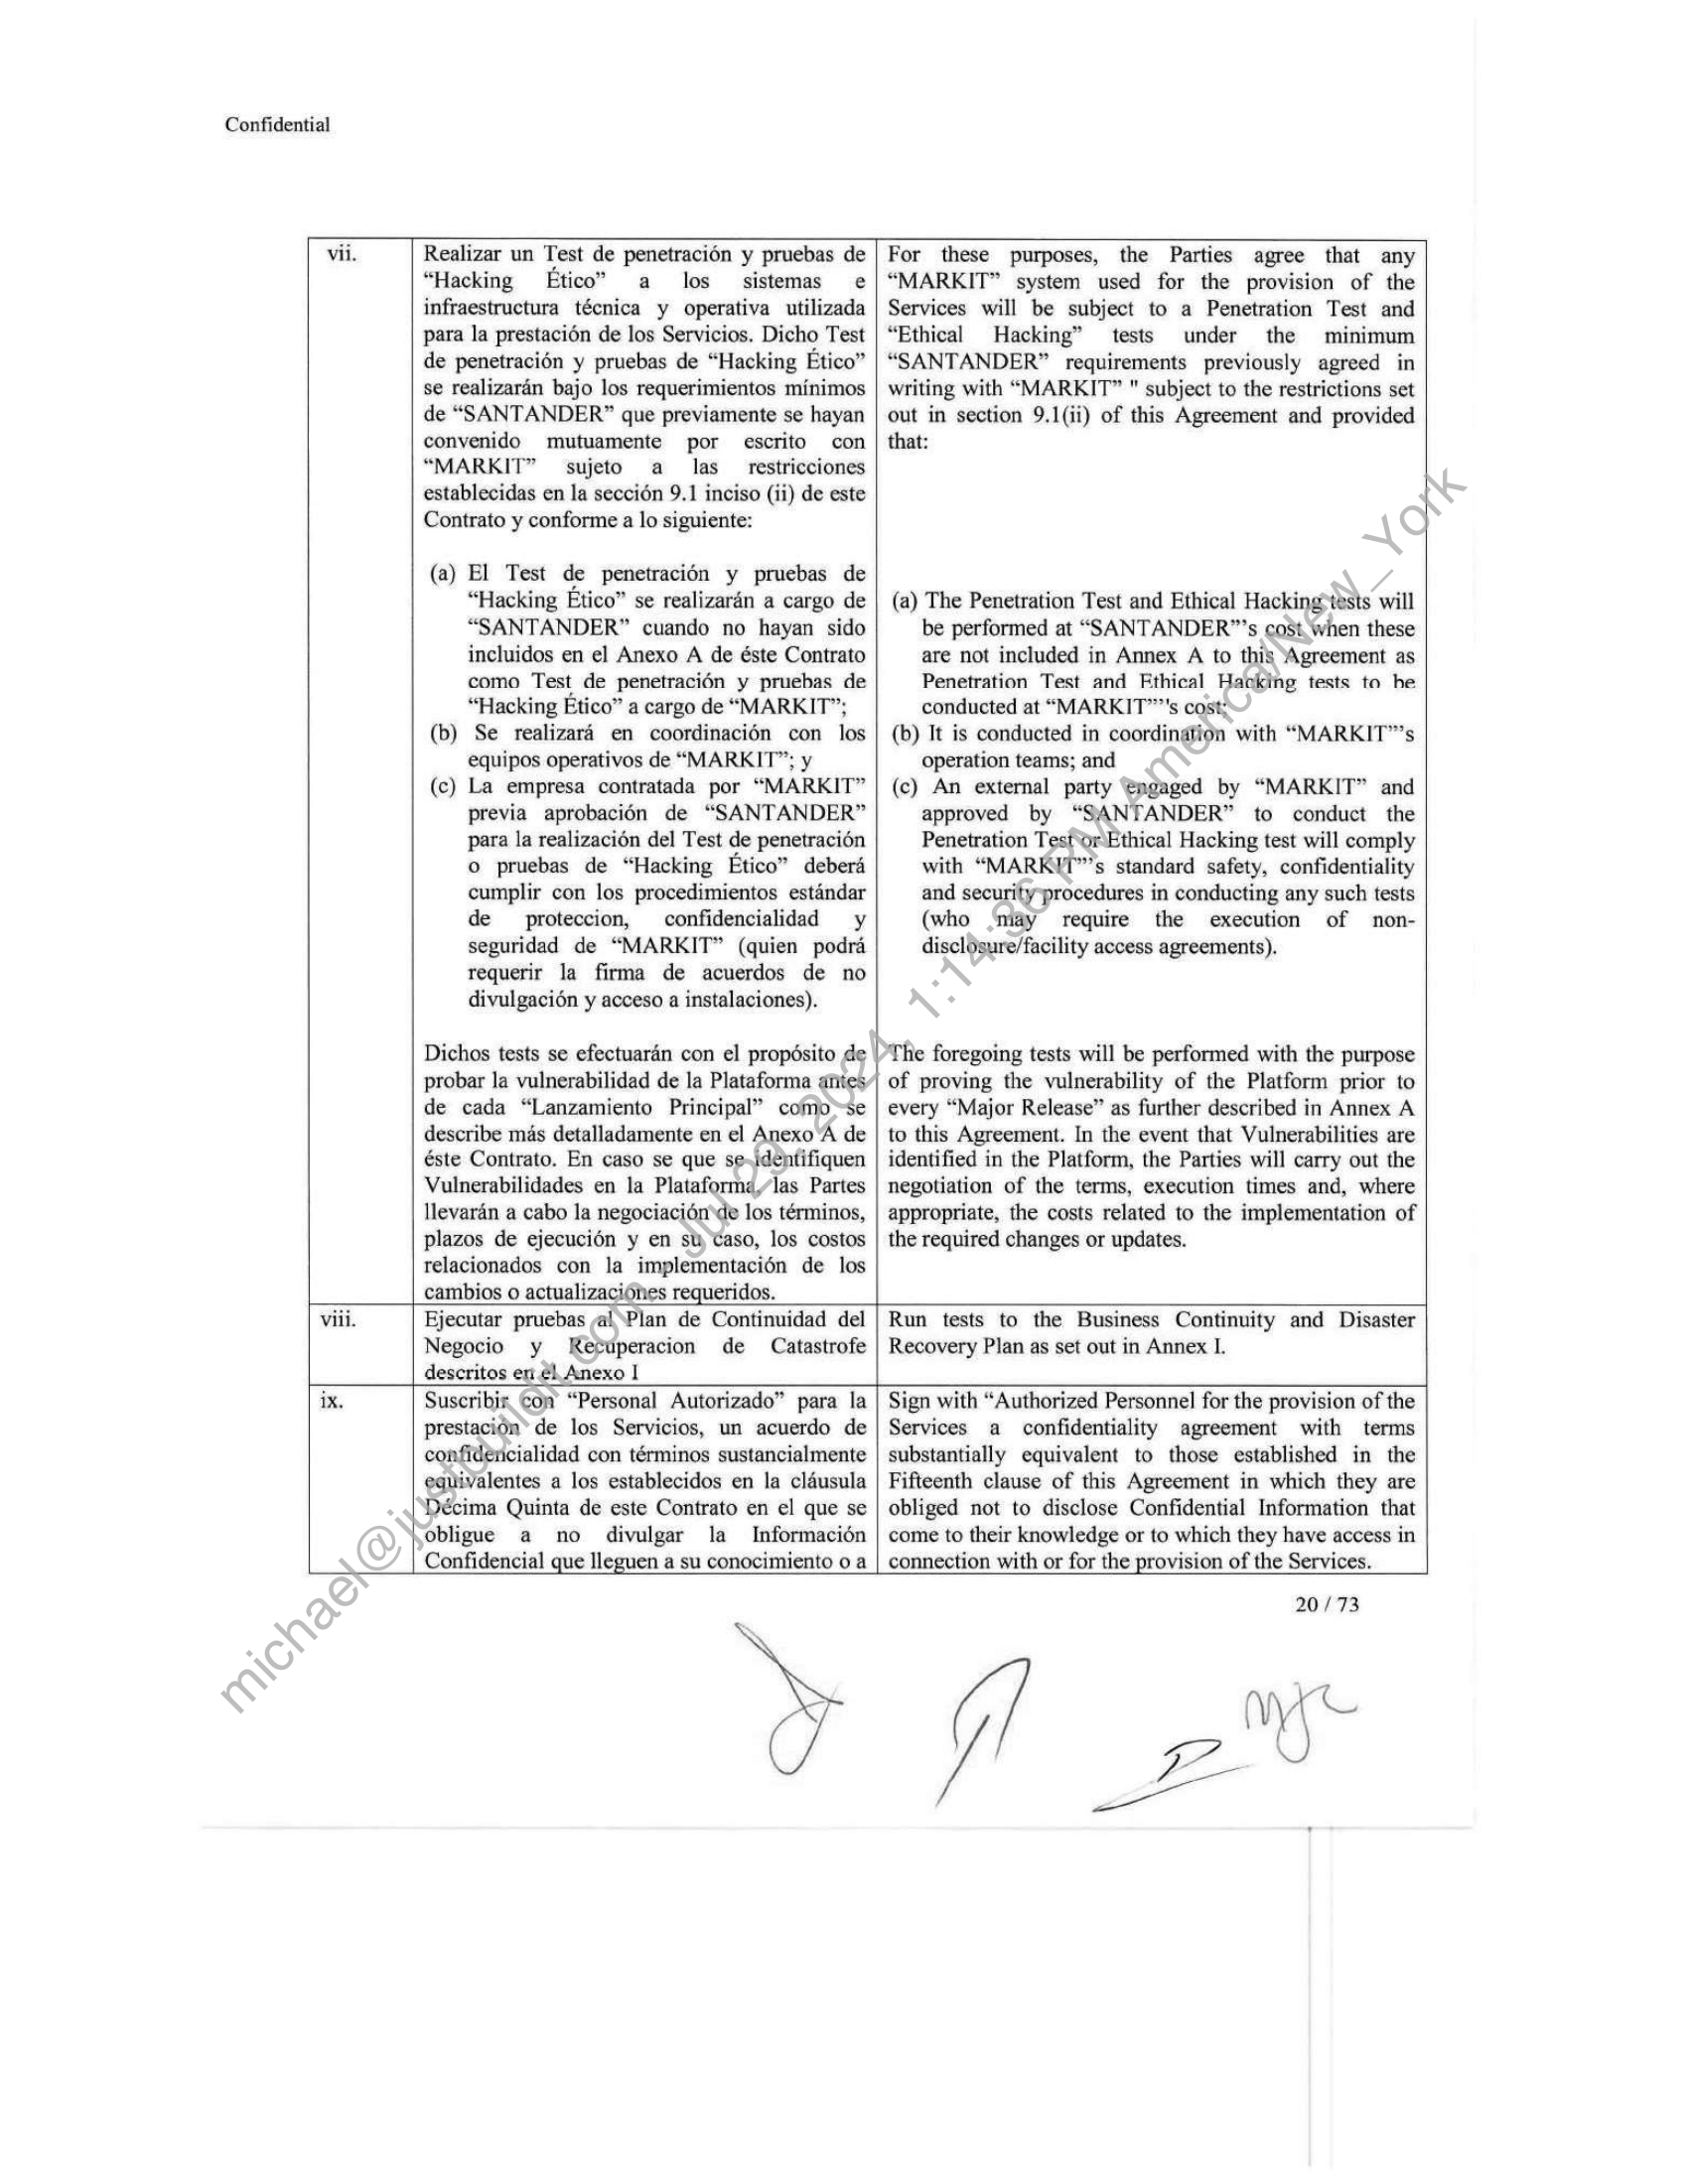 Confidential
vii.
Realizar un Test de penetración y pruebas de
“Hacking Ético” a los sistemas e
infraestructura técnica y operativa utilizada
para la prestación de los Servicios. Dicho Test
de penetración y pruebas de “Hacking Ético”
se realizarán bajo los requerimientos mínimos
de “SANTANDER” que previamente se hayan
convenido mutuamente por escrito con
“MARKIT” sujeto a las restricciones
establecidas en la sección 9.1 inciso (ii) de este
Contrato y conforme a lo siguiente:
(a) El Test de penetración y pruebas de
“Hacking Ético” se realizarán a cargo de
“SANTANDER” cuando no hayan sido
incluidos en el Anexo A de éste Contrato
como Test de penetración y pruebas de
“Hacking Ético” a cargo de “MARKIT”;
(b) Se realizará en coordinación con los
equipos operativos de “MARKIT”; y
(c) La empresa contratada por “MARKIT”
previa aprobación de “SANTANDER”
para la realización del Test de penetración
o pruebas de “Hacking Ético” deberá
cumplir con los procedimientos estándar
de proteccion, confidencialidad y
seguridad de “MARKIT” (quien podrá
requerir la firma de acuerdos de no
divulgación y acceso a instalaciones).
Dichos tests se efectuarán con el propósito de
probar la vulnerabilidad de la Plataforma antes
de cada “Lanzamiento Principal” como se
describe más detalladamente en el Anexo A de
éste Contrato. En caso se que se identifiquen
Vulnerabilidades en la Plataforma, las Partes
llevarán a cabo la negociación de los términos,
plazos de ejecución y en su caso, los costos
relacionados con la implementación de los
cambios o actualizaciones requeridos.
For these purposes, the Parties agree that any
“MARKIT” system used for the provision of the
Services will be subject to a Penetration Test and
“Ethical Hacking” tests under the minimum
“SANTANDER” requirements previously agreed in
writing with “MARKIT” " subject to the restrictions set
out in section 9.1(ii) of this Agreement and provided
that:
(a) The Penetration Test and Ethical Hacking tests will
be performed at “SANTANDER”'s cost when these
are not included in Annex A to this Agreement as
Penetration Test and Ethical Hacking tests to be
conducted at “MARKIT”'s cost;
(b) It is conducted in coordination with “MARKIT”'s
operation teams; and
(c) An external party engaged by “MARKIT” and
approved by “SANTANDER” to conduct the
Penetration Test or Ethical Hacking test will comply
with “MARKIT”'s standard safety, confidentiality
and security procedures in conducting any such tests
(who may require the execution of non-
disclosure/facility access agreements).
The foregoing tests will be performed with the purpose
of proving the vulnerability of the Platform prior to
every “Major Release” as further described in Annex A
to this Agreement. In the event that Vulnerabilities are
identified in the Platform, the Parties will carry out the
negotiation of the terms, execution times and, where
appropriate, the costs related to the implementation of
the required changes or updates.
viii.
Ejecutar pruebas al Plan de Continuidad del
Negocio y Recuperacion de Catastrofe
descritos en el Anexo I
Run tests to the Business Continuity and Disaster
Recovery Plan as set out in Annex I.
ix.
Suscribir con “Personal Autorizado” para la
prestación de los Servicios, un acuerdo de
confidencialidad con términos sustancialmente
equivalentes a los establecidos en la cláusula
Décima Quinta de este Contrato en el que se
obligue a no divulgar la Información
Confidencial que lleguen a su conocimiento o a
Sign with “Authorized Personnel for the provision of the
Services a confidentiality agreement with terms
substantially equivalent to those established in the
Fifteenth clause of this Agreement in which they are
obliged not to disclose Confidential Information that
come to their knowledge or to which they have access in
connection with or for the provision of the Services.
20 / 73
michael@justbuildit.com - Jul 29, 2024, 1:14:36 PM America/New_York